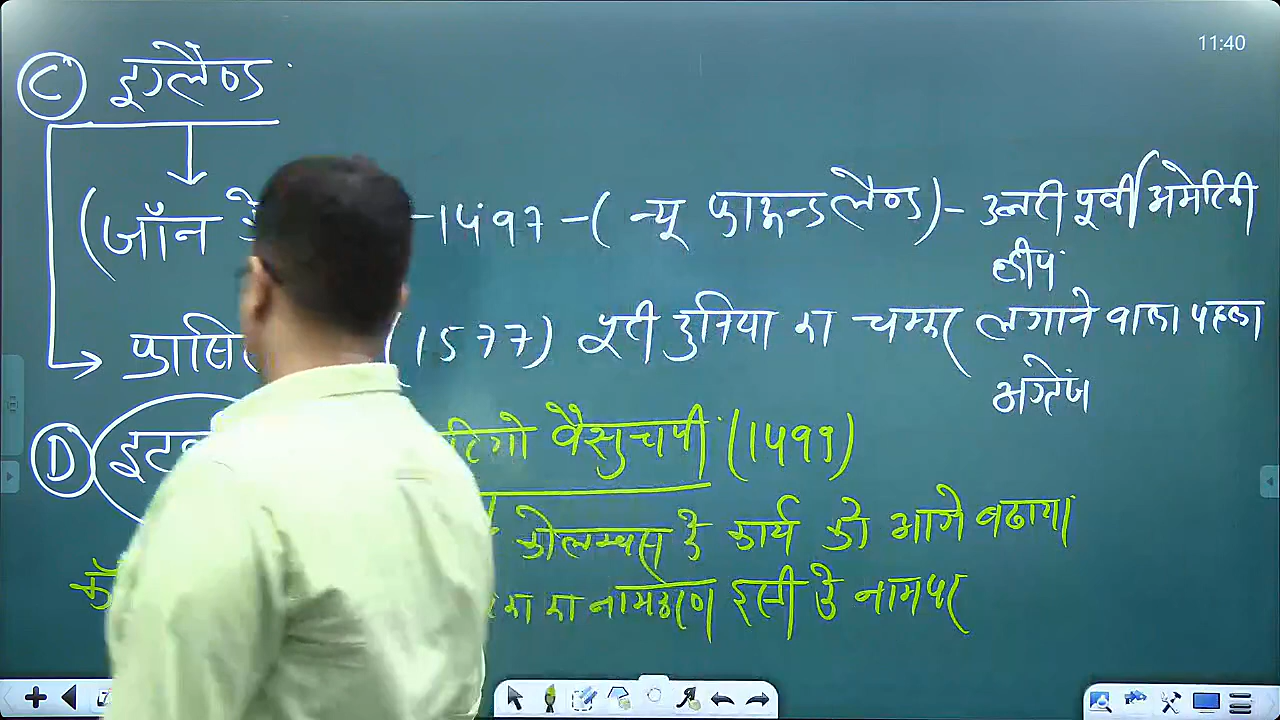 11:40
C इंग्लैण्ड
(जॉन -1497-( न्यू फाउन्डलैण्ड)- उत्तरी पूर्वी अमेरिकी
द्वीप
(1577) पूरी दुनिया का चक्कर लगाने वाला पहला
अंग्रेज
D वैसुचपी (1499)
कोलम्बस के कार्य को आगे बढाया
का नामकरण इसी के नाम पर